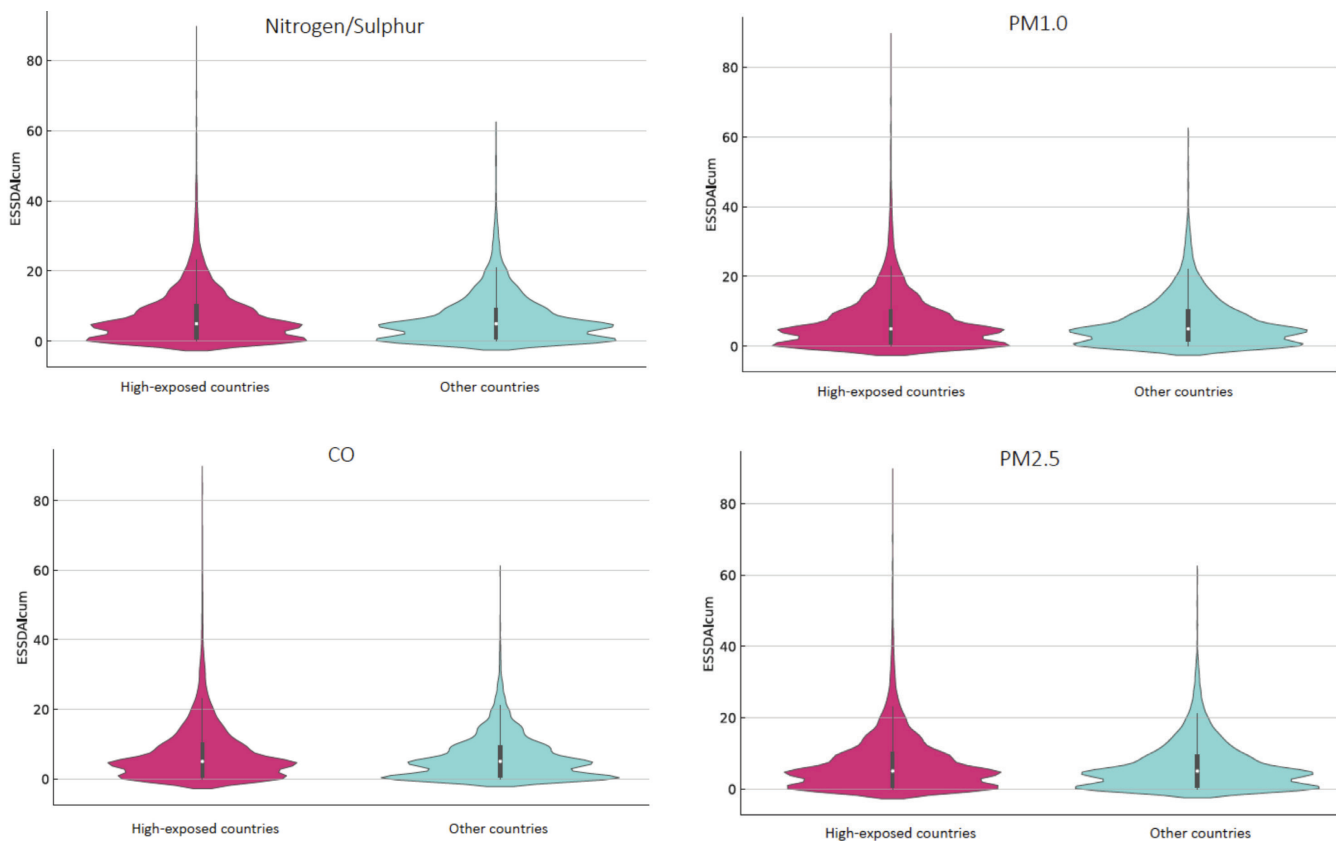 Nitrogen/Sulphur
ESSDAIcum
80
60
40
20
0
High-exposed countries
Other countries
PM1.0
ESSDAIcum
80
60
40
20
0
High-exposed countries
Other countries
CO
ESSDAIcum
80
60
40
20
0
High-exposed countries
Other countries
PM2.5
ESSDAIcum
80
60
40
20
0
High-exposed countries
Other countries